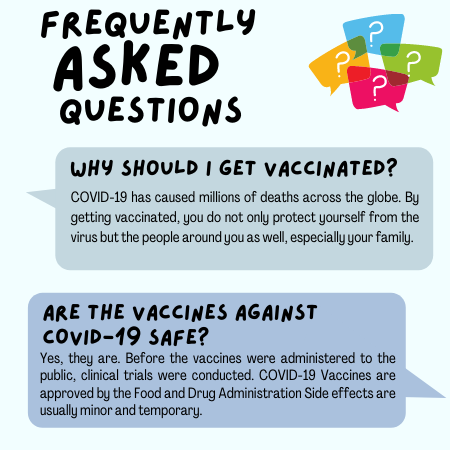 FREQUENTLY
ASKED
QUESTIONS
? ? ? ?
WHY SHOULD I GET VACCINATED?
COVID-19 has caused millions of deaths across the globe. By
getting vaccinated, you do not only protect yourself from the
virus but the people around you as well, especially your family.
ARE THE VACCINES AGAINST
COVID-19 SAFE?
Yes, they are. Before the vaccines were administered to the
public, clinical trials were conducted. COVID-19 Vaccines are
approved by the Food and Drug Administration Side effects are
usually minor and temporary.